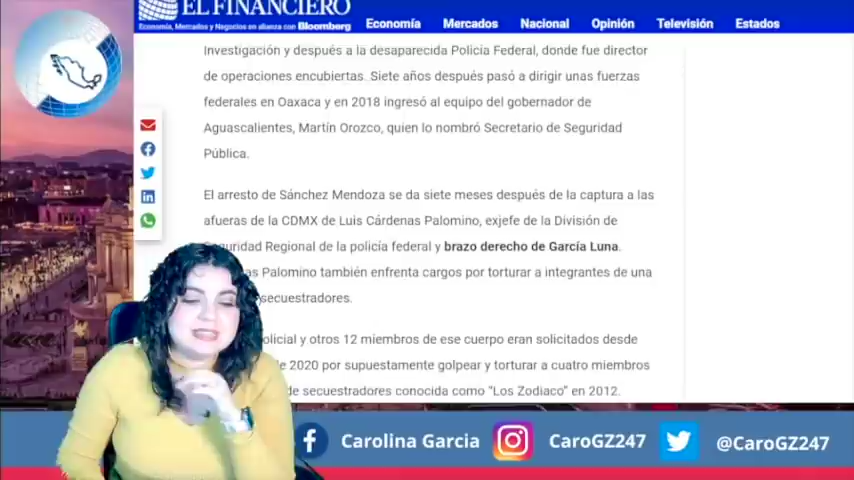 EL FINANCIERO
Economía, Mercados y Negocios en alianza con Bloomberg
Economía Mercados Nacional Opinión Televisión Estados
Investigación y después a la desaparecida Policía Federal, donde fue director
de operaciones encubiertas. Siete años después pasó a dirigir unas fuerzas
federales en Oaxaca y en 2018 ingresó al equipo del gobernador de
Aguascalientes, Martín Orozco, quien lo nombró Secretario de Seguridad
Pública.
El arresto de Sánchez Mendoza se da siete meses después de la captura a las
afueras de la CDMX de Luis Cárdenas Palomino, exjefe de la División de
Seguridad Regional de la policía federal y brazo derecho de García Luna.
Palomino también enfrenta cargos por torturar a integrantes de una
secuestradores.
y otros 12 miembros de ese cuerpo eran solicitados desde
de 2020 por supuestamente golpear y torturar a cuatro miembros
de secuestradores conocida como "Los Zodiaco" en 2012.
Carolina Garcia CaroGZ247 @CaroGZ247